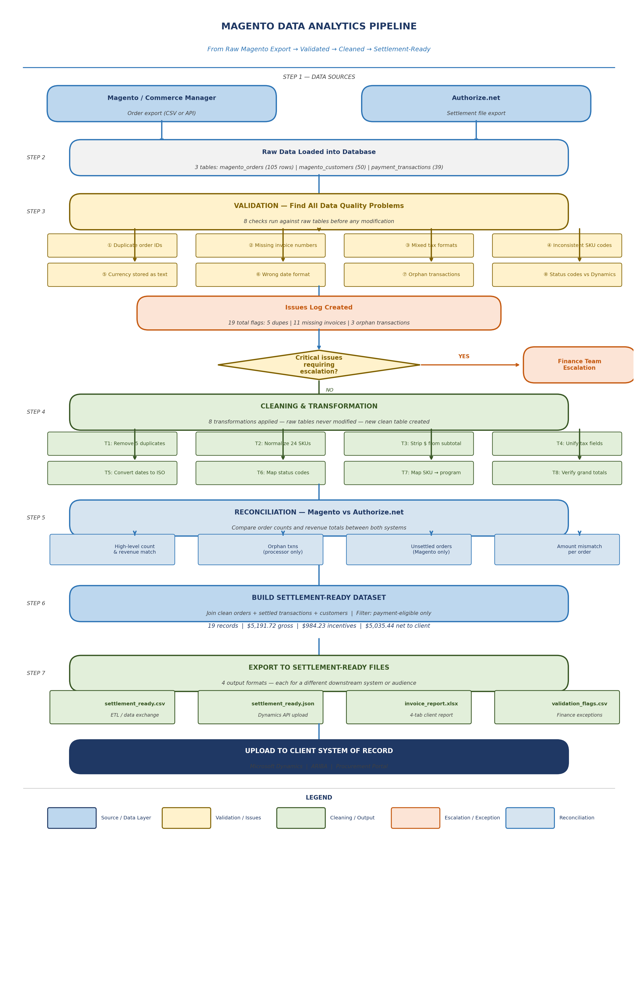 MAGENTO DATA ANALYTICS PIPELINE
From Raw Magento Export → Validated → Cleaned → Settlement-Ready
STEP 1 — DATA SOURCES
Magento / Commerce Manager
Order export (CSV or API)
Authorize.net
Settlement file export
STEP 2
Raw Data Loaded into Database
3 tables: magento_orders (105 rows) | magento_customers (50) | payment_transactions (39)
STEP 3
VALIDATION — Find All Data Quality Problems
8 checks run against raw tables before any modification
① Duplicate order IDs
② Missing invoice numbers
③ Mixed tax formats
④ Inconsistent SKU codes
⑤ Currency stored as text
⑥ Wrong date format
⑦ Orphan transactions
⑧ Status codes vs Dynamics
Issues Log Created
19 total flags: 5 dupes | 11 missing invoices | 3 orphan transactions
Critical issues
requiring
escalation?
YES
Finance Team
Escalation
NO
STEP 4
CLEANING & TRANSFORMATION
8 transformations applied — raw tables never modified — new clean table created
T1: Remove 5 duplicates
T2: Normalize 24 SKUs
T3: Strip $ from subtotal
T4: Unify tax fields
T5: Convert dates to ISO
T6: Map status codes
T7: Map SKU → program
T8: Verify grand totals
STEP 5
RECONCILIATION — Magento vs Authorize.net
Compare order counts and revenue totals between both systems
High-level count
& revenue match
Orphan txns
(processor only)
Unsettled orders
(Magento only)
Amount mismatch
per order
STEP 6
BUILD SETTLEMENT-READY DATASET
Join clean orders + settled transactions + customers | Filter: payment-eligible only
19 records | $5,191.72 gross | $984.23 incentives | $5,035.44 net to client
STEP 7
EXPORT TO SETTLEMENT-READY FILES
4 output formats — each for a different downstream system or audience
settlement_ready.csv
ETL / data exchange
settlement_ready.json
Dynamics API upload
invoice_report.xlsx
4-tab client report
validation_flags.csv
Finance exceptions
UPLOAD TO CLIENT SYSTEM OF RECORD
Microsoft Dynamics | ARIBA | Procurement Portal
LEGEND
Source / Data Layer
Validation / Issues
Cleaning / Output
Escalation / Exception
Reconciliation